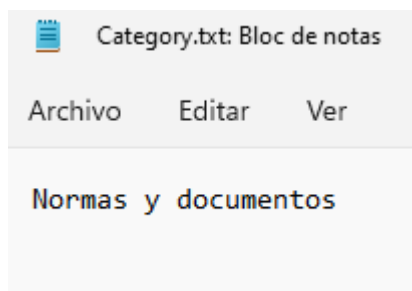 Category.txt: Bloc de notas
Archivo Editar Ver
Normas y documentos